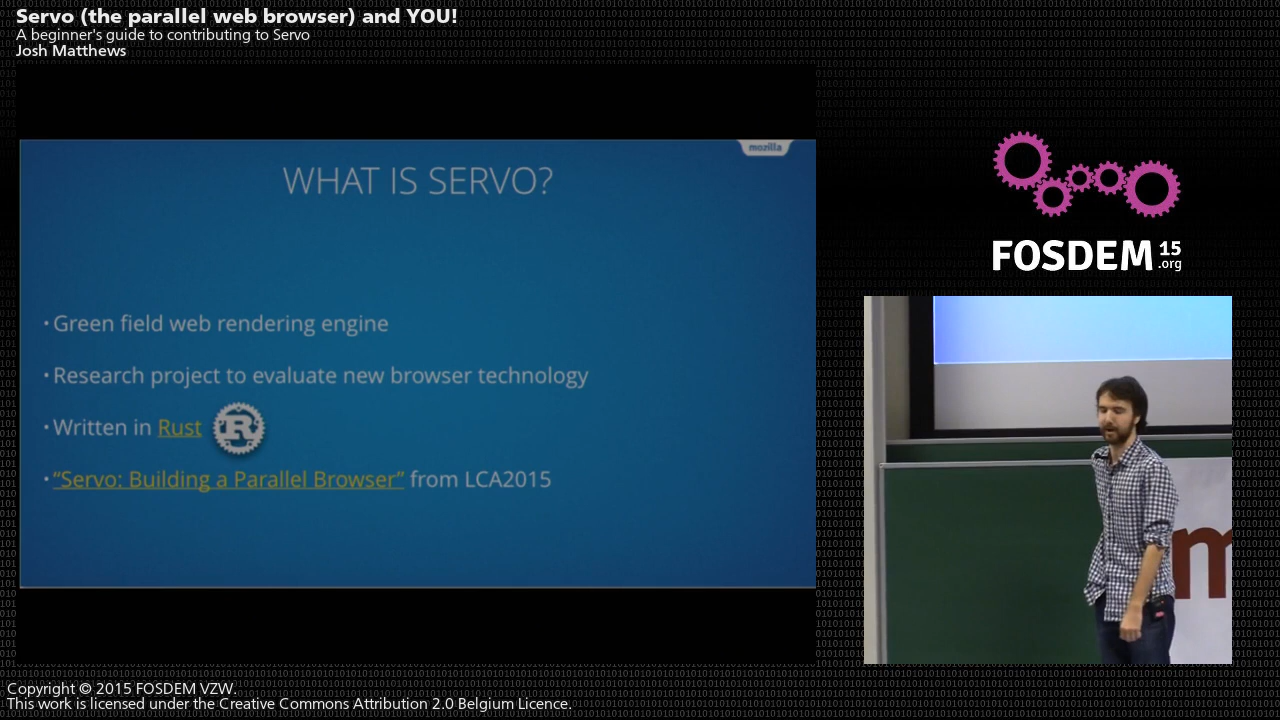 Servo (the parallel web browser) and YOU!
A beginner's guide to contributing to Servo
Josh Matthews
mozilla
WHAT IS SERVO?
• Green field web rendering engine
• Research project to evaluate new browser technology
• Written in Rust
R
• “Servo: Building a Parallel Browser” from LCA2015
FOSDEM 15
.org
m
Copyright © 2015 FOSDEM VZW.
This work is licensed under the Creative Commons Attribution 2.0 Belgium Licence.